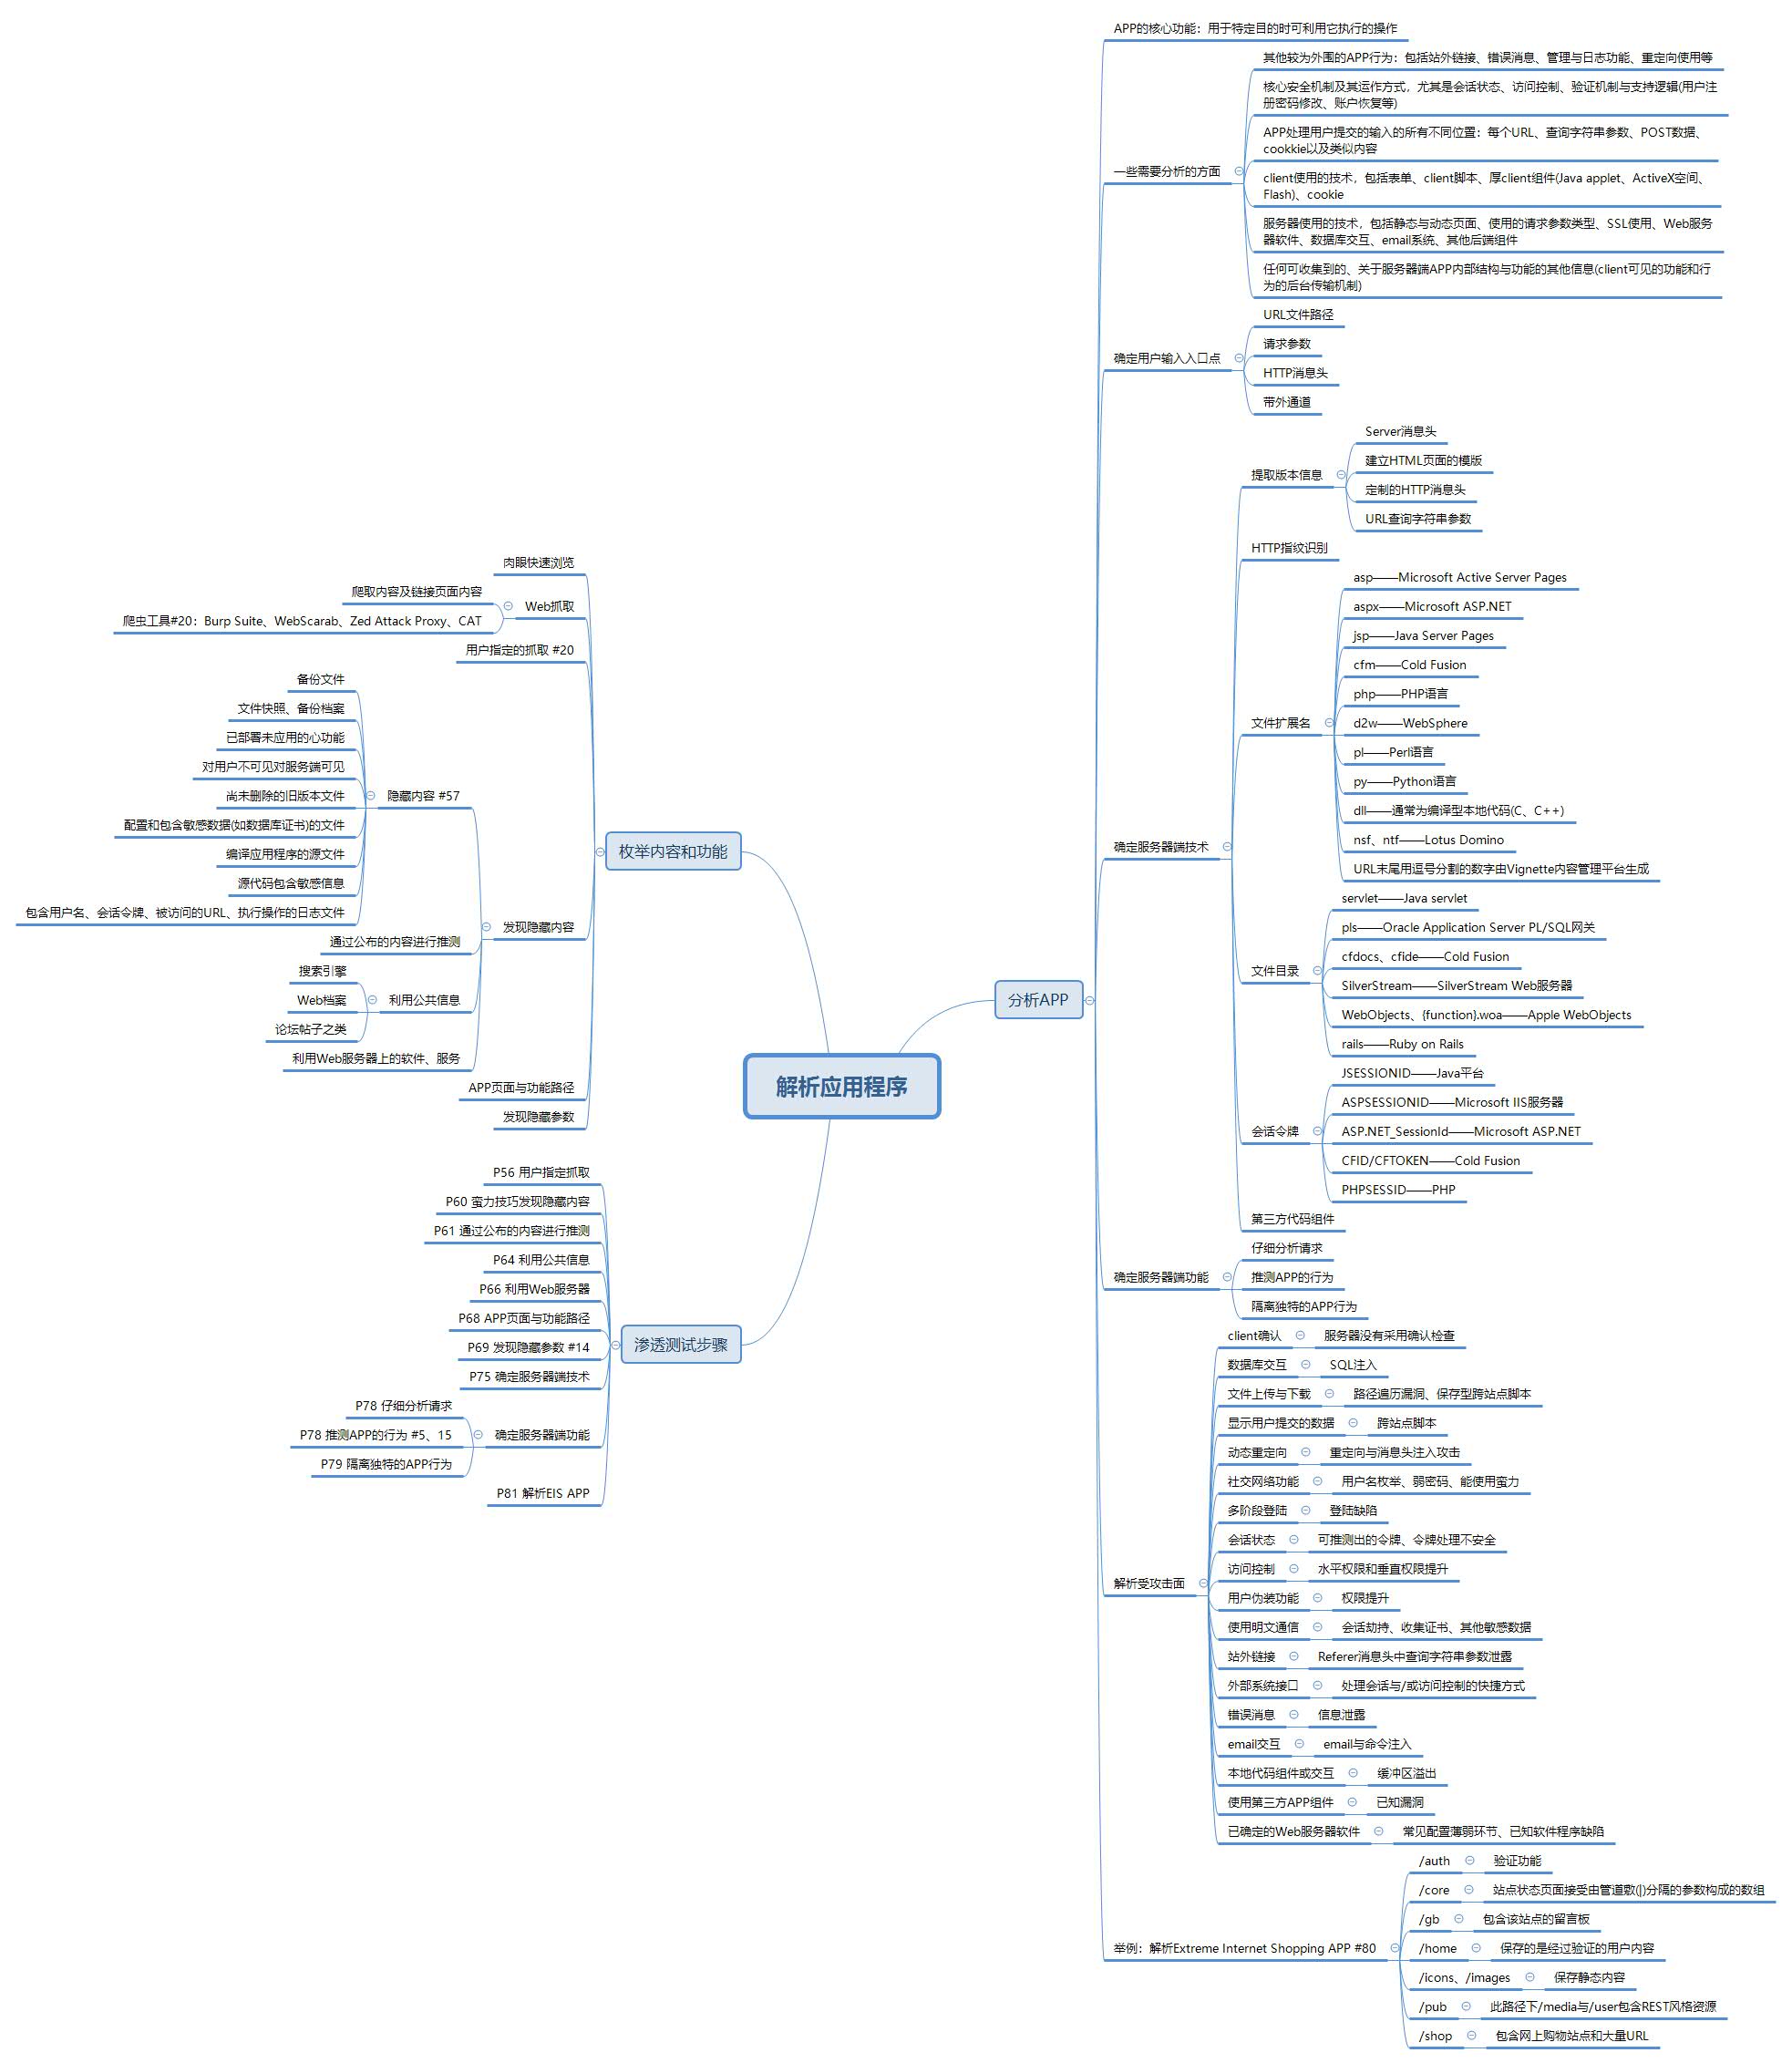 解析应用程序
分析APP
APP的核心功能：用于特定目的时可利用它执行的操作
一些需要分析的方面
其他较为外围的APP行为：包括站外链接、错误消息、管理与日志功能、重定向使用等
核心安全机制及其运作方式，尤其是会话状态、访问控制、验证机制与支持逻辑(用户注
册密码修改、账户恢复等)
APP处理用户提交的输入的所有不同位置：每个URL、查询字符串参数、POST数据、
cookkie以及类似内容
client使用的技术，包括表单、client脚本、厚client组件(Java applet、ActiveX空间、
Flash)、cookie
服务器使用的技术，包括静态与动态页面、使用的请求参数类型、SSL使用、Web服务
器软件、数据库交互、email系统、其他后端组件
任何可收集到的、关于服务器端APP内部结构与功能的其他信息(client可见的功能和行
为的后台传输机制)
确定用户输入入口点
URL文件路径
请求参数
HTTP消息头
带外通道
确定服务器端技术
提取版本信息
Server消息头
建立HTML页面的模版
定制的HTTP消息头
URL查询字符串参数
HTTP指纹识别
文件扩展名
asp——Microsoft Active Server Pages
aspx——Microsoft ASP.NET
jsp——Java Server Pages
cfm——Cold Fusion
php——PHP语言
d2w——WebSphere
pl——Perl语言
py——Python语言
dll——通常为编译型本地代码(C、C++)
nsf、ntf——Lotus Domino
URL末尾用逗号分割的数字由Vignette内容管理平台生成
文件目录
servlet——Java servlet
pls——Oracle Application Server PL/SQL网关
cfdocs、cfide——Cold Fusion
SilverStream——SilverStream Web服务器
WebObjects、{function}.woa——Apple WebObjects
rails——Ruby on Rails
会话令牌
JSESSIONID——Java平台
ASPSESSIONID——Microsoft IIS服务器
ASP.NET_SessionId——Microsoft ASP.NET
CFID/CFTOKEN——Cold Fusion
PHPSESSID——PHP
第三方代码组件
确定服务器端功能
仔细分析请求
推测APP的行为
隔离独特的APP行为
解析受攻击面
client确认
服务器没有采用确认检查
数据库交互
SQL注入
文件上传与下载
路径遍历漏洞、保存型跨站点脚本
显示用户提交的数据
跨站点脚本
动态重定向
重定向与消息头注入攻击
社交网络功能
用户名枚举、弱密码、能使用蛮力
多阶段登陆
登陆缺陷
会话状态
可推测出的令牌、令牌处理不安全
访问控制
水平权限和垂直权限提升
用户伪装功能
权限提升
使用明文通信
会话劫持、收集证书、其他敏感数据
站外链接
Referer消息头中查询字符串参数泄露
外部系统接口
处理会话与/或访问控制的快捷方式
错误消息
信息泄露
email交互
email与命令注入
本地代码组件或交互
缓冲区溢出
使用第三方APP组件
已知漏洞
已确定的Web服务器软件
常见配置薄弱环节、已知软件程序缺陷
举例：解析Extreme Internet Shopping APP #80
/auth
验证功能
/core
站点状态页面接受由管道敷(|)分隔的参数构成的数组
/gb
包含该站点的留言板
/home
保存的是经过验证的用户内容
/icons、/images
保存静态内容
/pub
此路径下/media与/user包含REST风格资源
/shop
包含网上购物站点和大量URL
枚举内容和功能
肉眼快速浏览
Web抓取
爬取内容及链接页面内容
爬虫工具#20：Burp Suite、WebScarab、Zed Attack Proxy、CAT
用户指定的抓取 #20
发现隐藏内容
隐藏内容 #57
备份文件
文件快照、备份档案
已部署未应用的心功能
对用户不可见对服务端可见
尚未删除的旧版本文件
配置和包含敏感数据(如数据库证书)的文件
编译应用程序的源文件
源代码包含敏感信息
包含用户名、会话令牌、被访问的URL、执行操作的日志文件
通过公布的内容进行推测
利用公共信息
搜索引擎
Web档案
论坛帖子之类
利用Web服务器上的软件、服务
APP页面与功能路径
发现隐藏参数
渗透测试步骤
P56 用户指定抓取
P60 蛮力技巧发现隐藏内容
P61 通过公布的内容进行推测
P64 利用公共信息
P66 利用Web服务器
P68 APP页面与功能路径
P69 发现隐藏参数 #14
P75 确定服务器端技术
确定服务器端功能
P78 仔细分析请求
P78 推测APP的行为 #5、15
P79 隔离独特的APP行为
P81 解析EIS APP